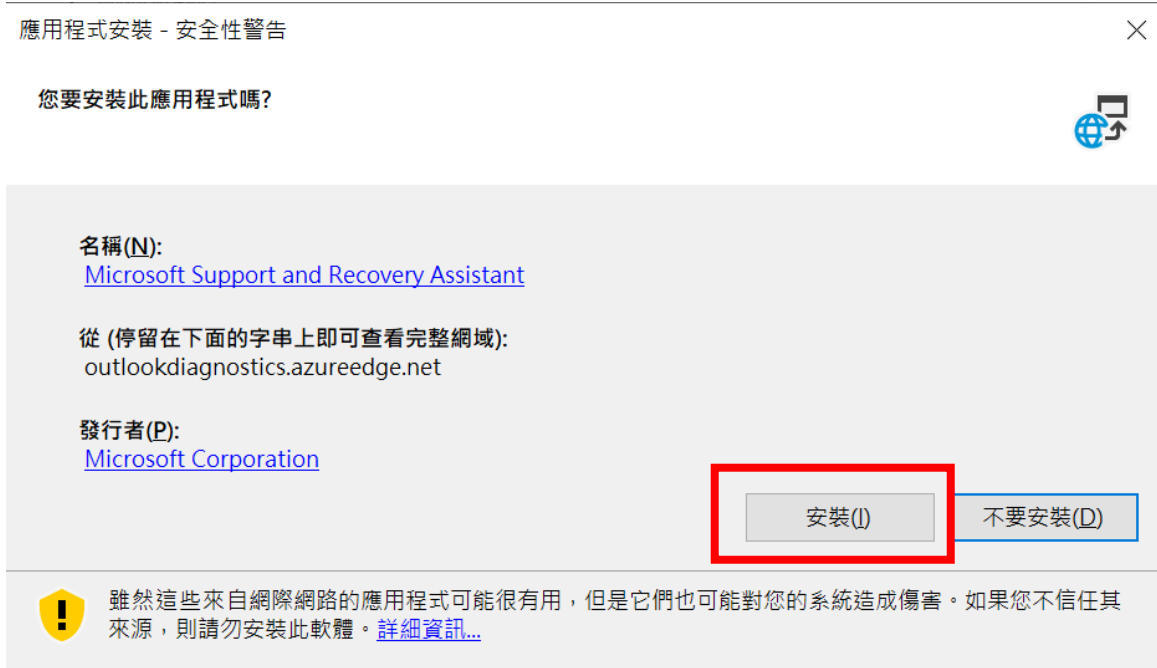 應用程式安裝 - 安全性警告
您要安裝此應用程式嗎?
名稱(N):
Microsoft Support and Recovery Assistant
從 (停留在下面的字串上即可查看完整網域):
outlookdiagnostics.azureedge.net
發行者(P):
Microsoft Corporation
安裝(I) 不要安裝(D)
雖然這些來自網際網路的應用程式可能很有用，但是它們也可能對您的系統造成傷害。如果您不信任其
來源，則請勿安裝此軟體。詳細資訊...